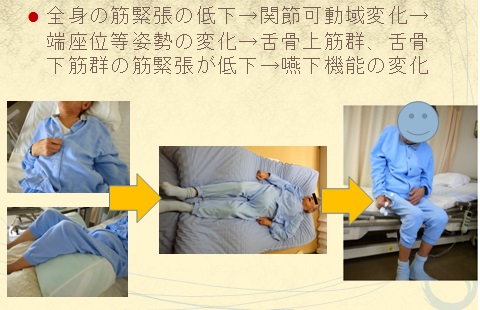 全身の筋緊張の低下→関節可動域変化→
端座位等姿勢の変化→舌骨上筋群、舌骨
下筋群の筋緊張が低下→嚥下機能の変化